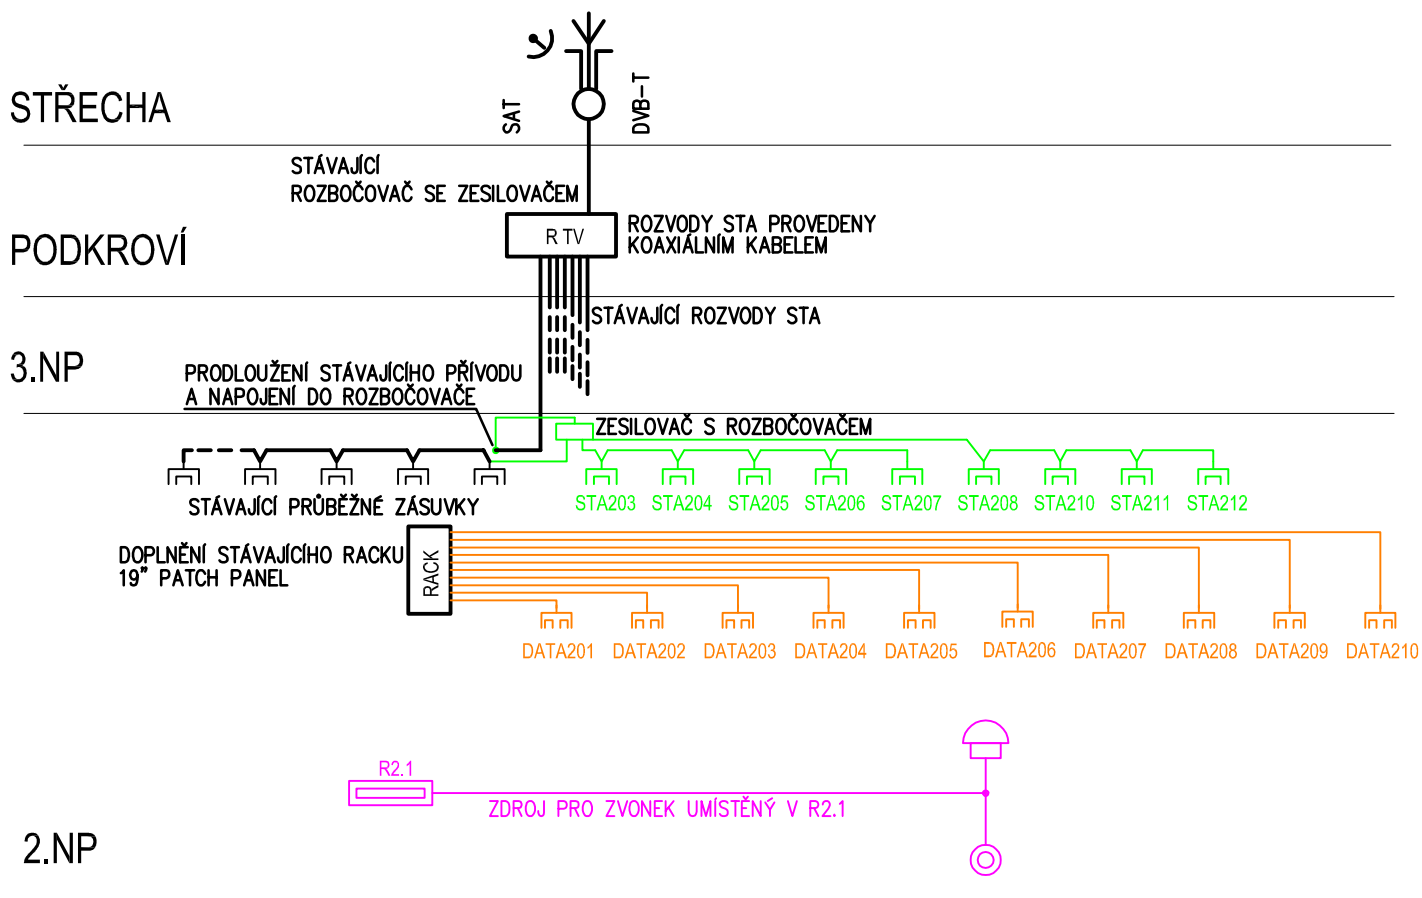 SAT
DVB-T
STŘECHA
STÁVAJÍCÍ
ROZBOČOVAČ SE ZESILOVAČEM
R TV
ROZVODY STA PROVEDENY
KOAXIÁLNÍM KABELEM
PODKROVÍ
STÁVAJÍCÍ ROZVODY STA
3.NP
PRODLOUŽENÍ STÁVAJÍCÍHO PŘÍVODU
A NAPOJENÍ DO ROZBOČOVAČE
ZESILOVAČ S ROZBOČOVAČEM
STÁVAJÍCÍ PRŮBĚŽNÉ ZÁSUVKY
STA203 STA204 STA205 STA206 STA207 STA208 STA210 STA211 STA212
DOPLNĚNÍ STÁVAJÍCÍHO RACKU
19" PATCH PANEL
RACK
DATA201 DATA202 DATA203 DATA204 DATA205 DATA206 DATA207 DATA208 DATA209 DATA210
R2.1
ZDROJ PRO ZVONEK UMÍSTĚNÝ V R2.1
2.NP